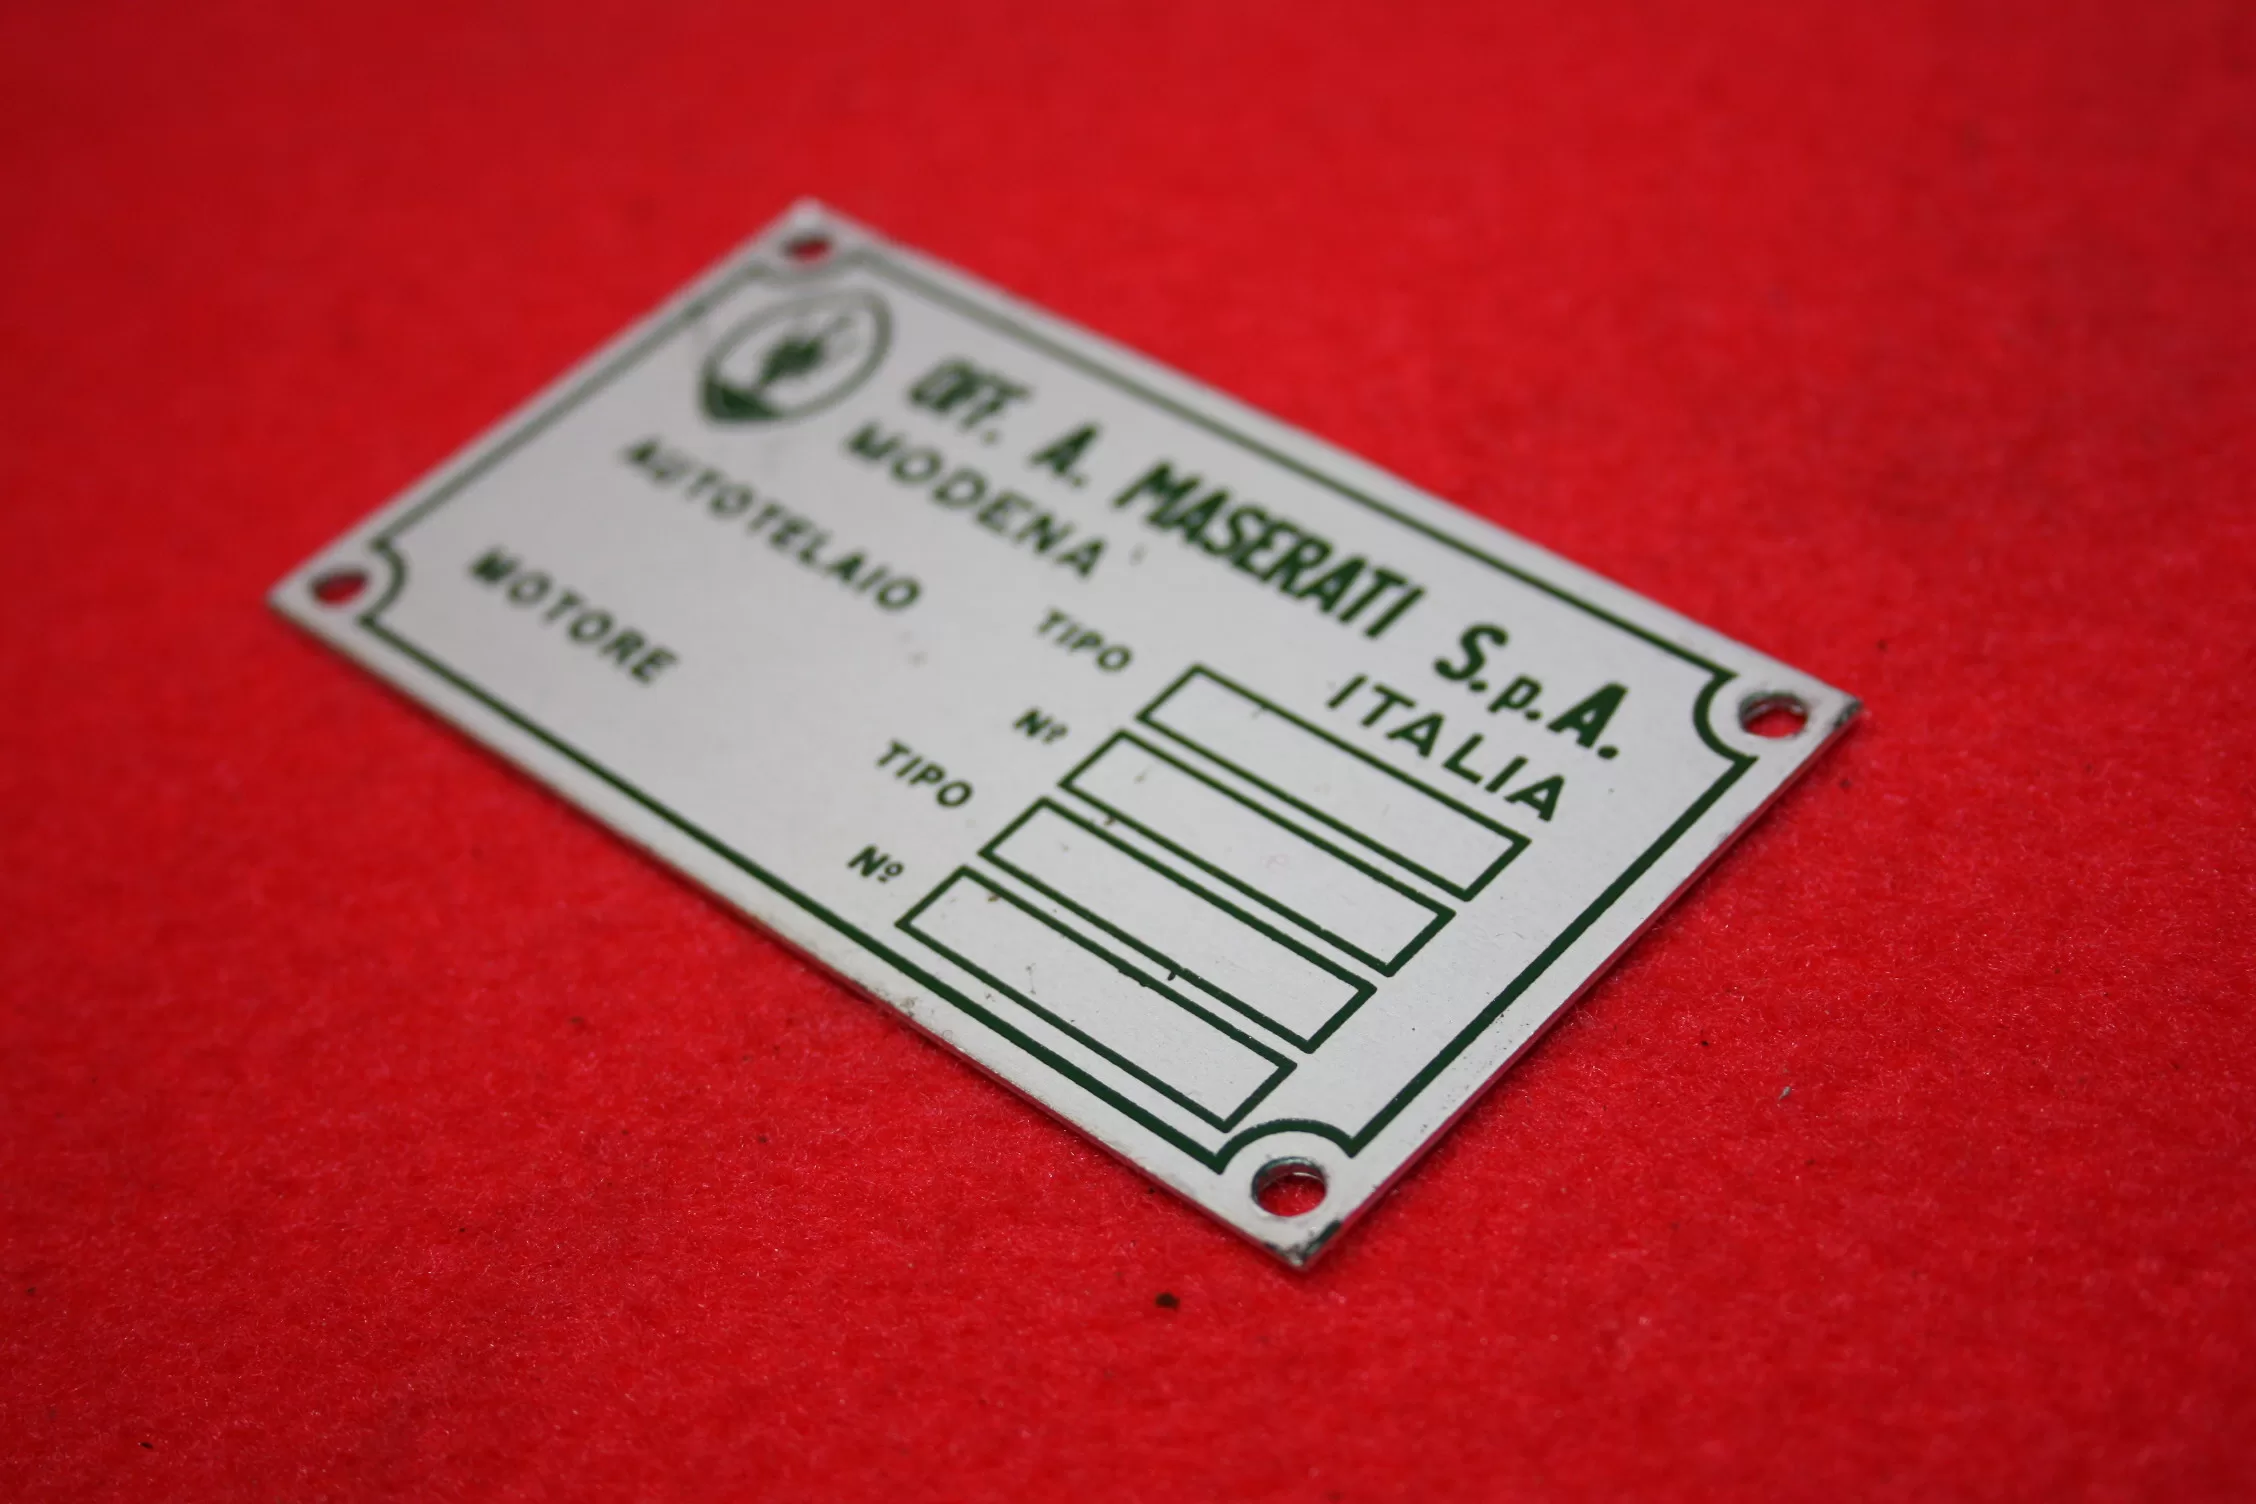 OFF. A. MASERATI S.p.A.
MODENA ITALIA
AUTOTELAIO TIPO
Nº
MOTORE TIPO
Nº